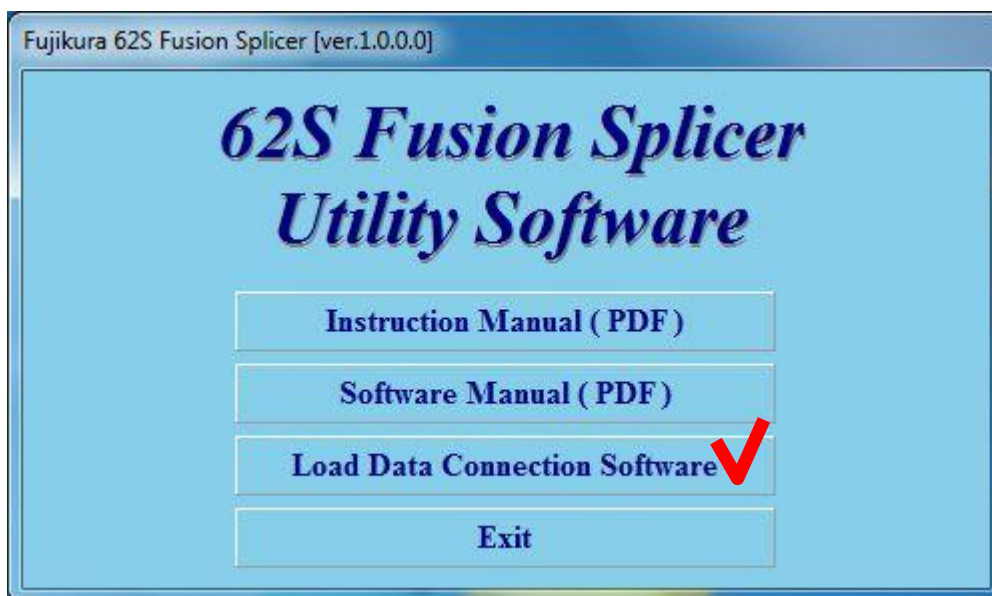 Fujikura 62S Fusion Splicer [ver.1.0.0.0]
62S Fusion Splicer
Utility Software
Instruction Manual ( PDF )
Software Manual ( PDF )
Load Data Connection Software
Exit